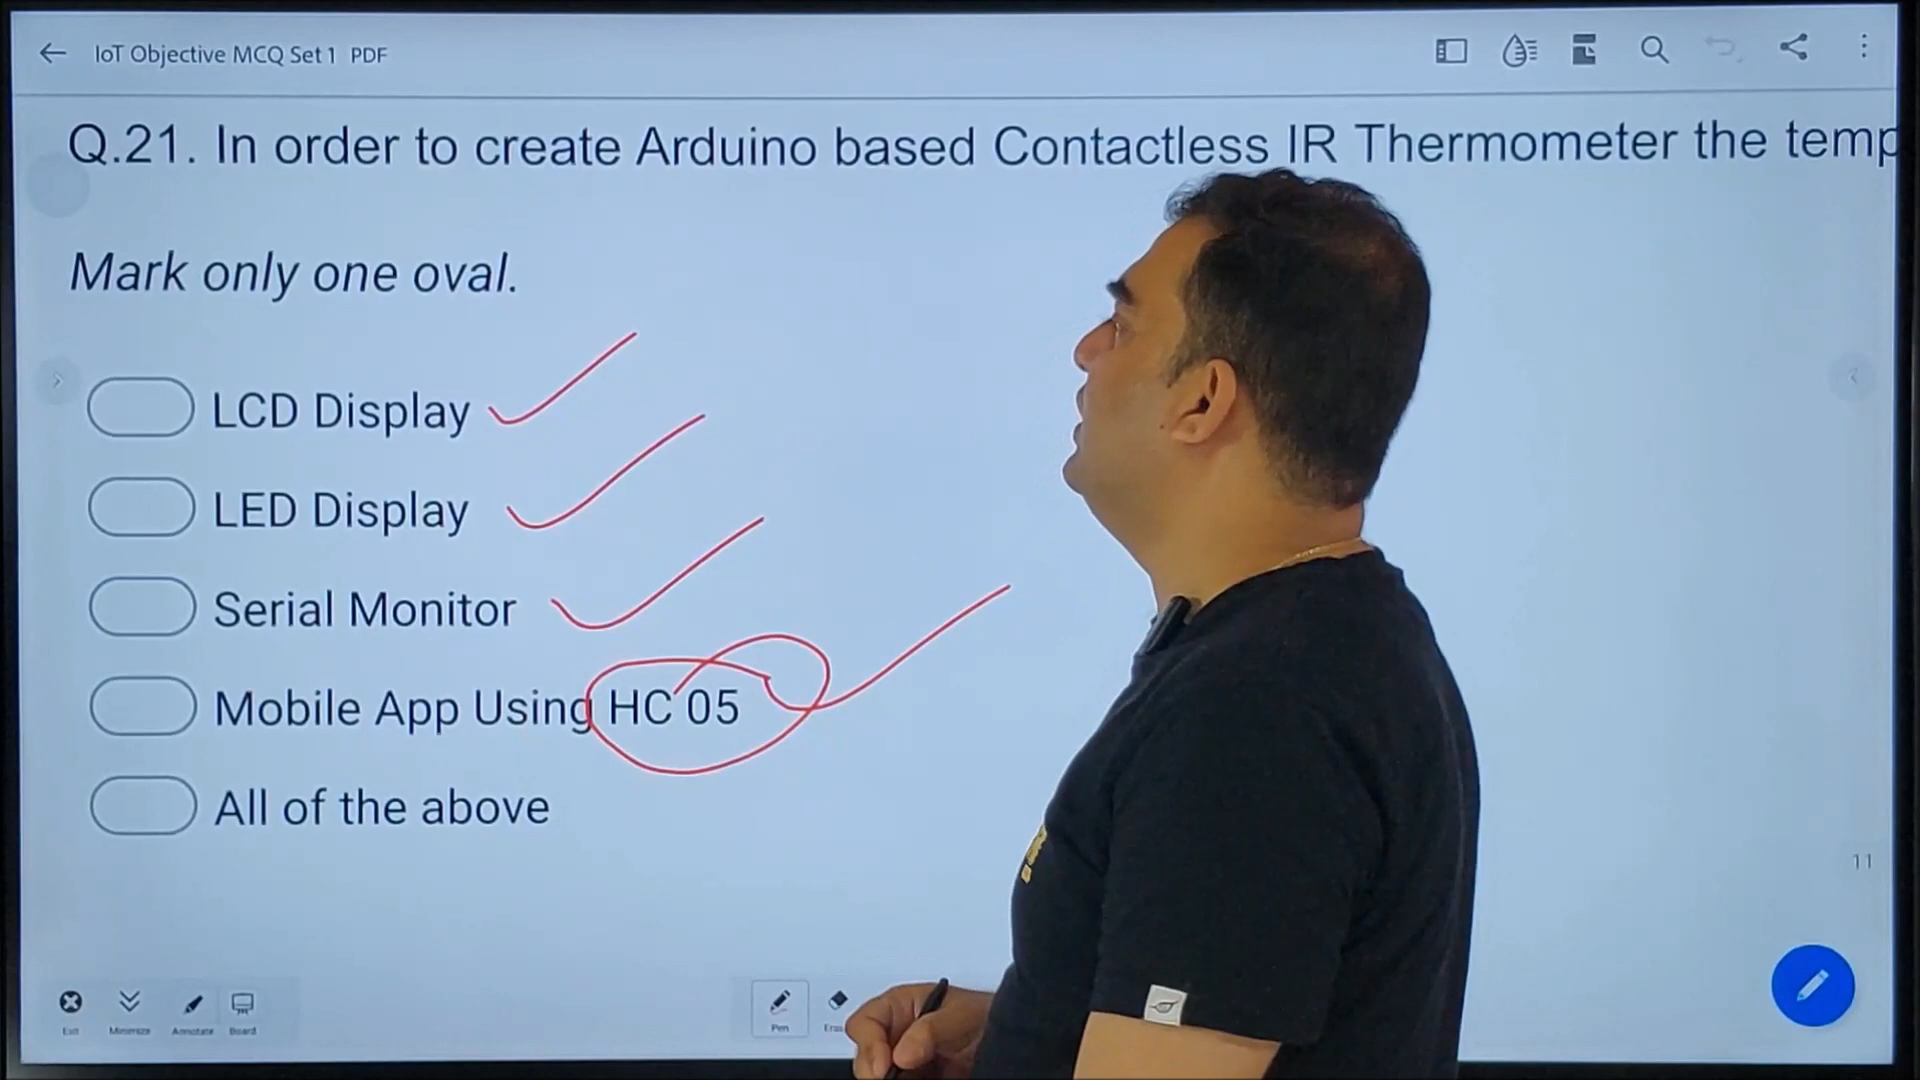 IoT Objective MCQ Set 1 PDF
Q.21. In order to create Arduino based Contactless IR Thermometer the temp
Mark only one oval.
LCD Display
LED Display
Serial Monitor
Mobile App Using HC 05
All of the above
11
Exit Minimize Annotate Board Pen